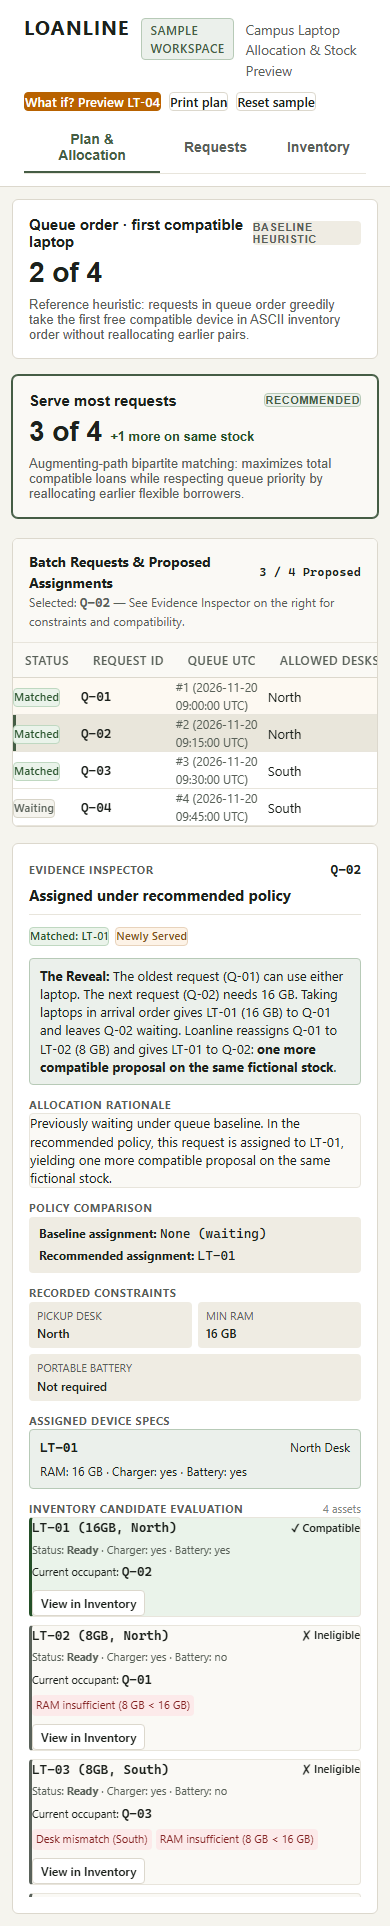 LOANLINE
SAMPLE
WORKSPACE
Campus Laptop
Allocation & Stock
Preview
What if? Preview LT-04
Print plan
Reset sample
Plan &
Allocation
Requests
Inventory
Queue order · first compatible
laptop
BASELINE
HEURISTIC
2 of 4
Reference heuristic: requests in queue order greedily
take the first free compatible device in ASCII inventory
order without reallocating earlier pairs.
Serve most requests
RECOMMENDED
3 of 4 +1 more on same stock
Augmenting-path bipartite matching: maximizes total
compatible loans while respecting queue priority by
reallocating earlier flexible borrowers.
Batch Requests & Proposed
Assignments
3 / 4 Proposed
Selected: Q-02 — See Evidence Inspector on the right for
constraints and compatibility.
STATUS REQUEST ID QUEUE UTC ALLOWED DESKS
Matched Q-01 #1 (2026-11-20
09:00:00 UTC) North
Matched Q-02 #2 (2026-11-20
09:15:00 UTC) North
Matched Q-03 #3 (2026-11-20
09:30:00 UTC) South
Waiting Q-04 #4 (2026-11-20
09:45:00 UTC) South
EVIDENCE INSPECTOR Q-02
Assigned under recommended policy
Matched: LT-01 Newly Served
The Reveal: The oldest request (Q-01) can use either
laptop. The next request (Q-02) needs 16 GB. Taking
laptops in arrival order gives LT-01 (16 GB) to Q-01
and leaves Q-02 waiting. Loanline reassigns Q-01 to
LT-02 (8 GB) and gives LT-01 to Q-02: one more
compatible proposal on the same fictional stock.
ALLOCATION RATIONALE
Previously waiting under queue baseline. In the
recommended policy, this request is assigned to LT-01,
yielding one more compatible proposal on the same
fictional stock.
POLICY COMPARISON
Baseline assignment: None (waiting)
Recommended assignment: LT-01
RECORDED CONSTRAINTS
PICKUP DESK
North
MIN RAM
16 GB
PORTABLE BATTERY
Not required
ASSIGNED DEVICE SPECS
LT-01 North Desk
RAM: 16 GB · Charger: yes · Battery: yes
INVENTORY CANDIDATE EVALUATION 4 assets
LT-01 (16GB, North) ✓ Compatible
Status: Ready · Charger: yes · Battery: yes
Current occupant: Q-02
View in Inventory
LT-02 (8GB, North) ✗ Ineligible
Status: Ready · Charger: yes · Battery: no
Current occupant: Q-01
RAM insufficient (8 GB < 16 GB)
View in Inventory
LT-03 (8GB, South) ✗ Ineligible
Status: Ready · Charger: yes · Battery: no
Current occupant: Q-03
Desk mismatch (South) RAM insufficient (8 GB < 16 GB)
View in Inventory